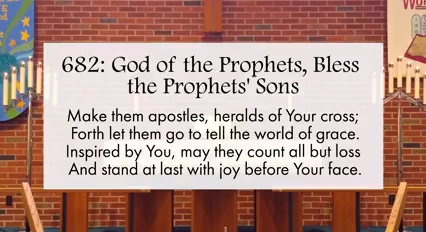 682: God of the Prophets, Bless
the Prophets' Sons
Make them apostles, heralds of Your cross;
Forth let them go to tell the world of grace.
Inspired by You, may they count all but loss
And stand at last with joy before Your face.